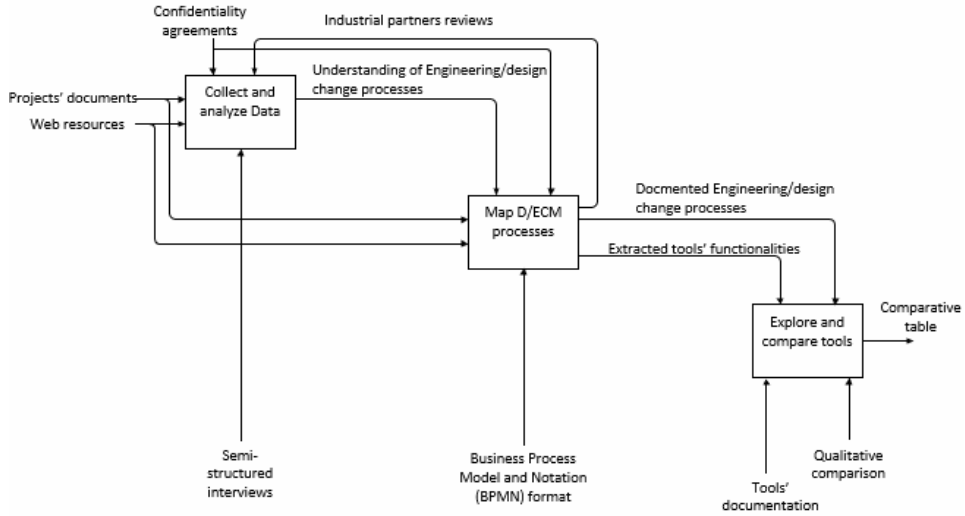 Confidentiality
agreements
Industrial partners reviews
Understanding of Engineering/design
change processes
Collect and
analyze Data
Projects' documents
Web resources
Map D/ECM
processes
Docmented Engineering/design
change processes
Extracted tools' functionalities
Explore and
compare tools
Comparative
table
Semi-
structured
interviews
Business Process
Model and Notation
(BPMN) format
Qualitative
comparison
Tools'
documentation